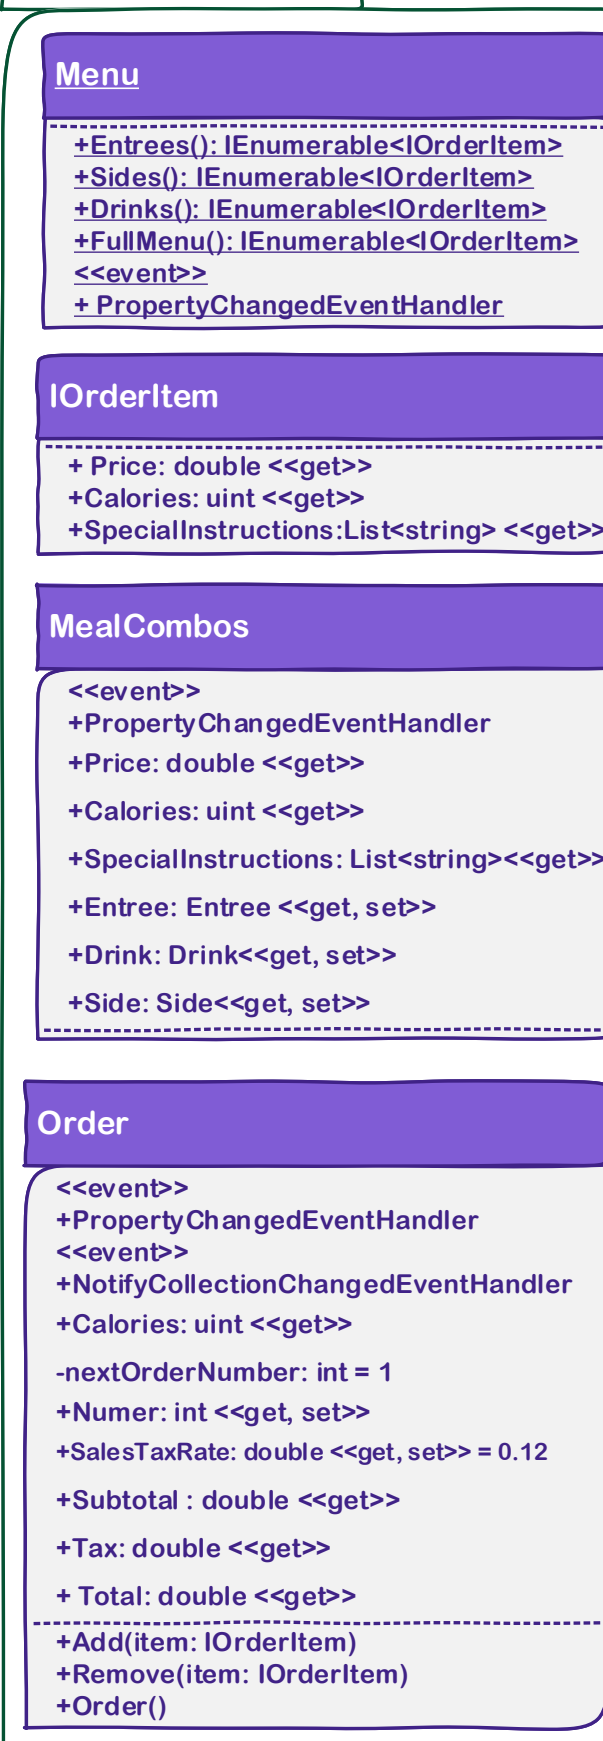 Menu
+Entrees(): IEnumerable<IOrderItem>
+Sides(): IEnumerable<IOrderItem>
+Drinks(): IEnumerable<IOrderItem>
+FullMenu(): IEnumerable<IOrderItem>
<<event>>
+ PropertyChangedEventHandler
IOrderItem
+ Price: double <<get>>
+Calories: uint <<get>>
+SpecialInstructions:List<string> <<get>>
MealCombos
<<event>>
+PropertyChangedEventHandler
+Price: double <<get>>
+Calories: uint <<get>>
+SpecialInstructions: List<string><<get>>
+Entree: Entree <<get, set>>
+Drink: Drink<<get, set>>
+Side: Side<<get, set>>
Order
<<event>>
+PropertyChangedEventHandler
<<event>>
+NotifyCollectionChangedEventHandler
+Calories: uint <<get>>
-nextOrderNumber: int = 1
+Numer: int <<get, set>>
+SalesTaxRate: double <<get, set>> = 0.12
+Subtotal : double <<get>>
+Tax: double <<get>>
+ Total: double <<get>>
+Add(item: IOrderItem)
+Remove(item: IOrderItem)
+Order()